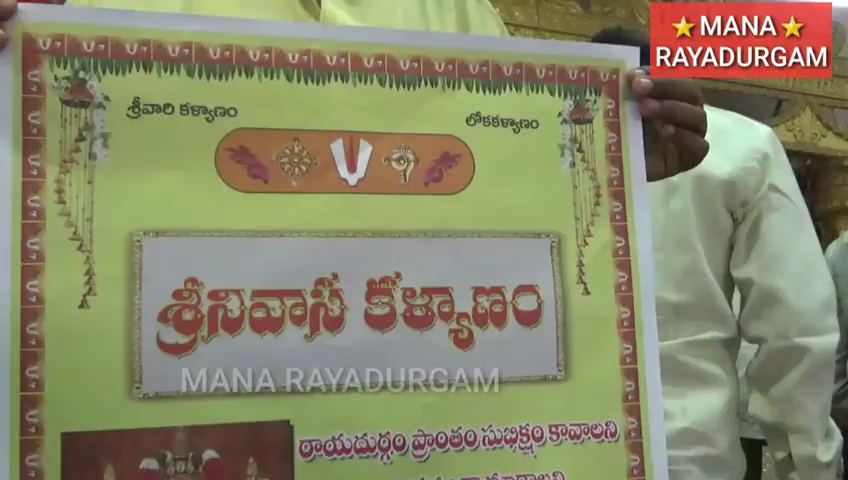 MANA
RAYADURGAM
శ్రీవారి కళ్యాణం
లోకకళ్యాణం
శ్రీనివాస కళ్యాణం
MANA RAYADURGAM
రాయదుర్గం ప్రాంతం సుభిక్షం కావాలని